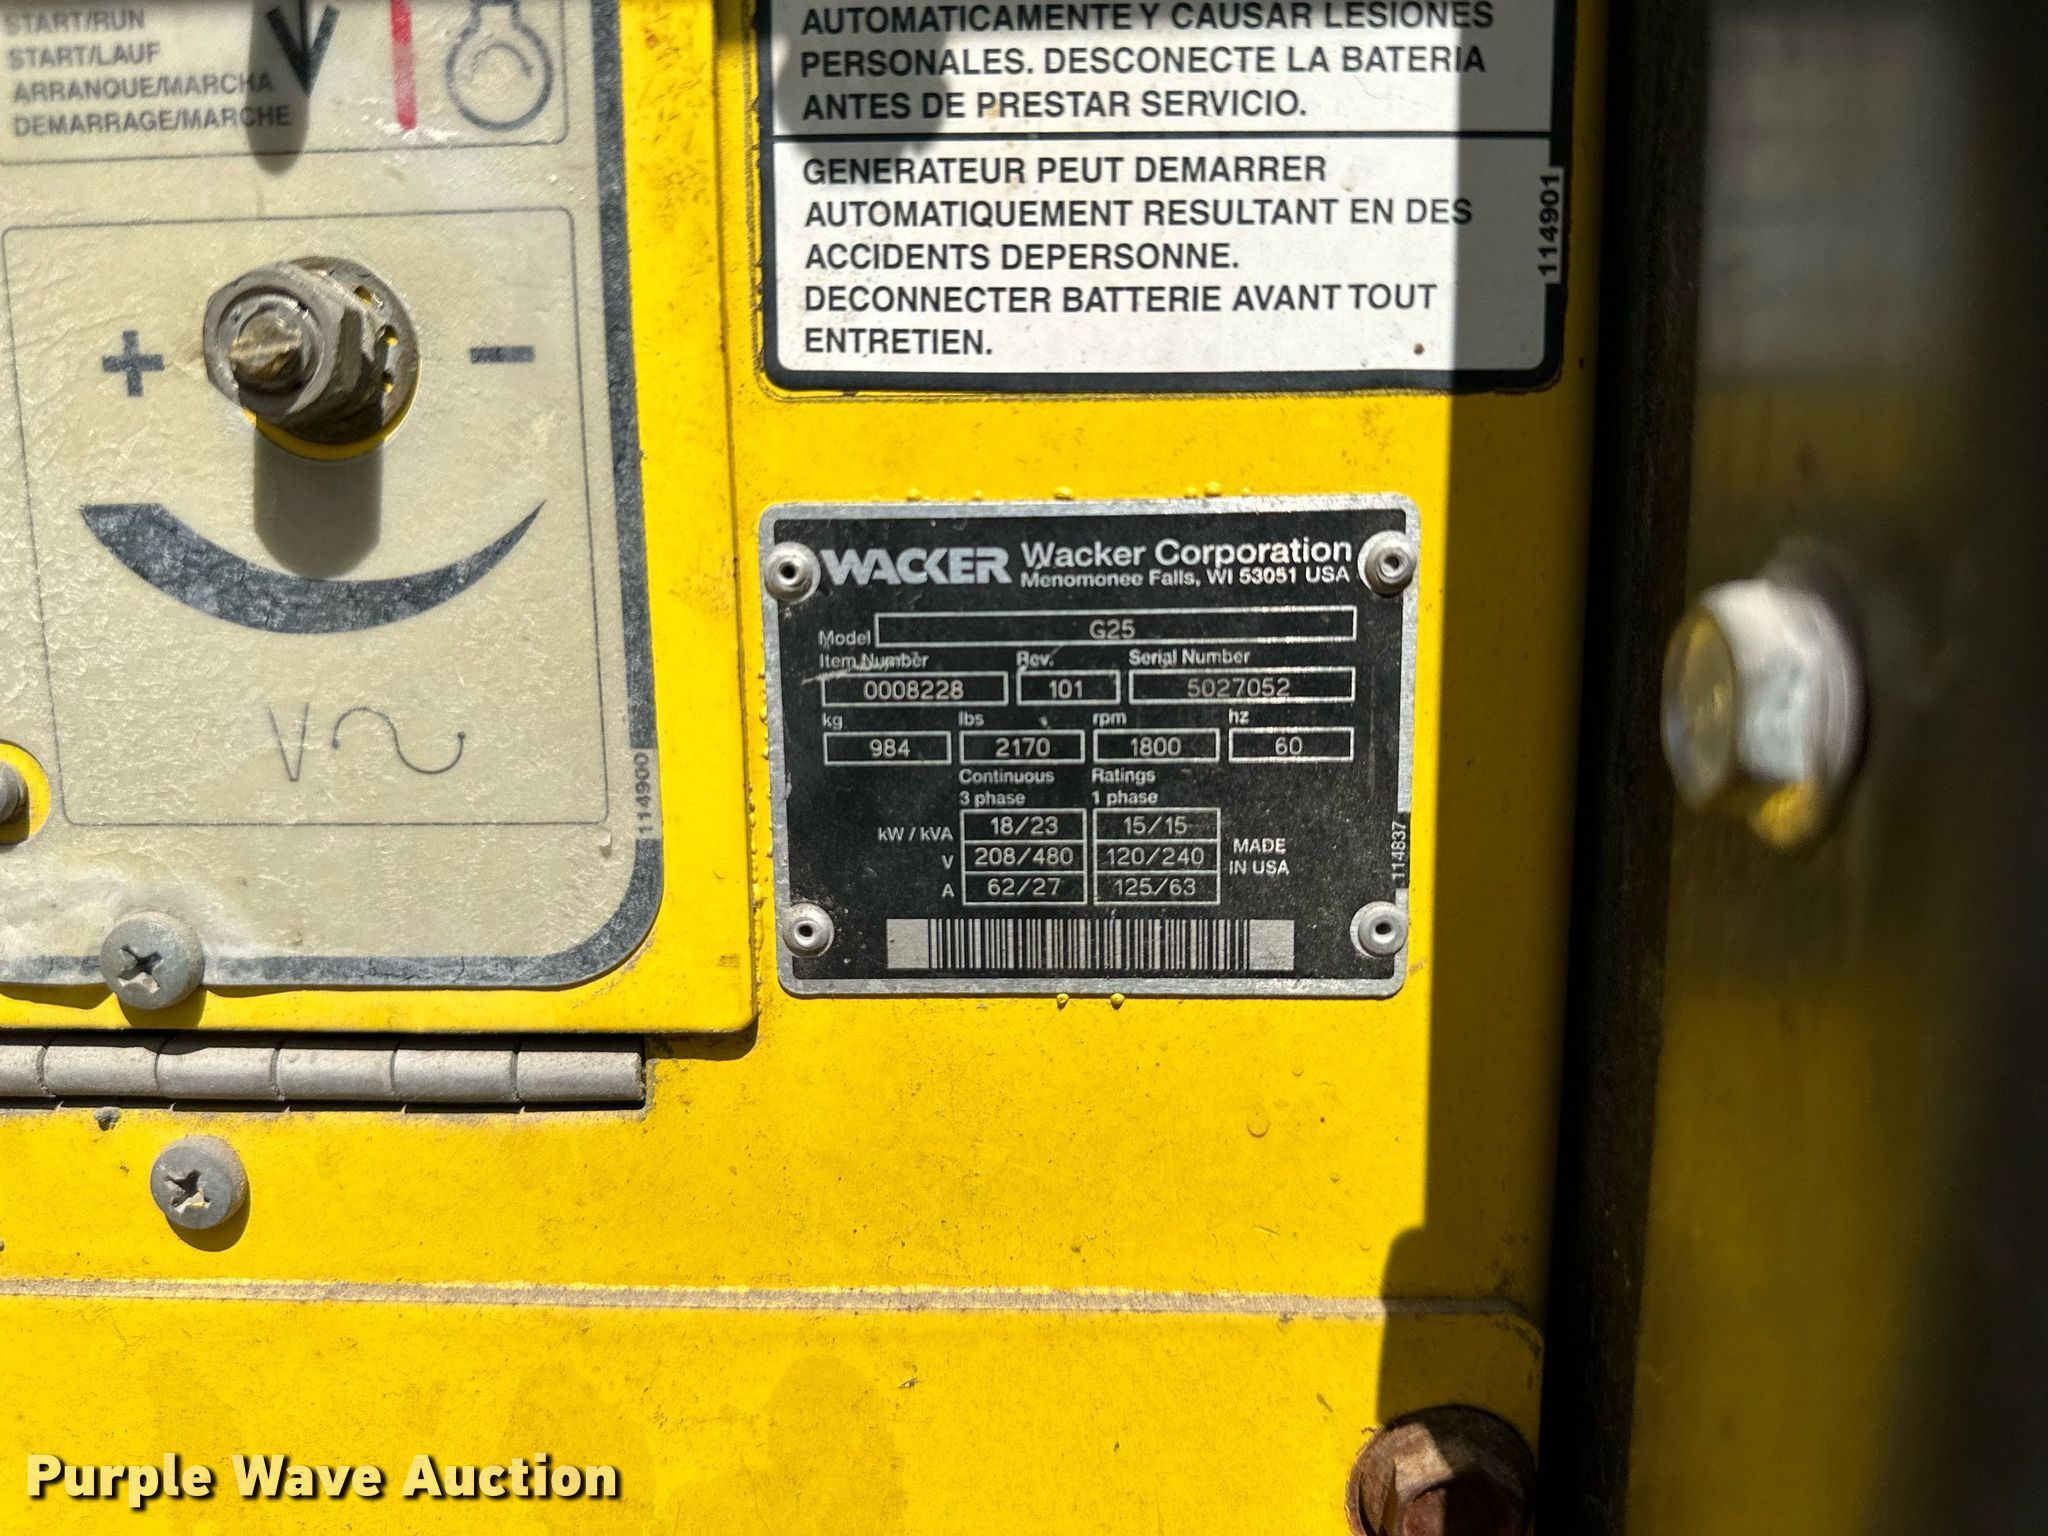 START/RUN
START/LAUF
ARRANQUE/MARCHA
DEMARRAGE/MARCHE
+ −
V
114900
AUTOMATICAMENTE Y CAUSAR LESIONES
PERSONALES. DESCONECTE LA BATERIA
ANTES DE PRESTAR SERVICIO.
GENERATEUR PEUT DEMARRER
AUTOMATIQUEMENT RESULTANT EN DES
ACCIDENTS DEPERSONNE.
DECONNECTER BATTERIE AVANT TOUT
ENTRETIEN.
114901
WACKER Wacker Corporation
Menomonee Falls, WI 53051 USA
Model G25
Item Number Rev. Serial Number
0008228 101 5027052
kg lbs rpm hz
984 2170 1800 60
Continuous Ratings
3 phase 1 phase
kW / kVA 18/23 15/15
V 208/480 120/240
A 62/27 125/63
MADE
IN USA
114837
Purple Wave Auction